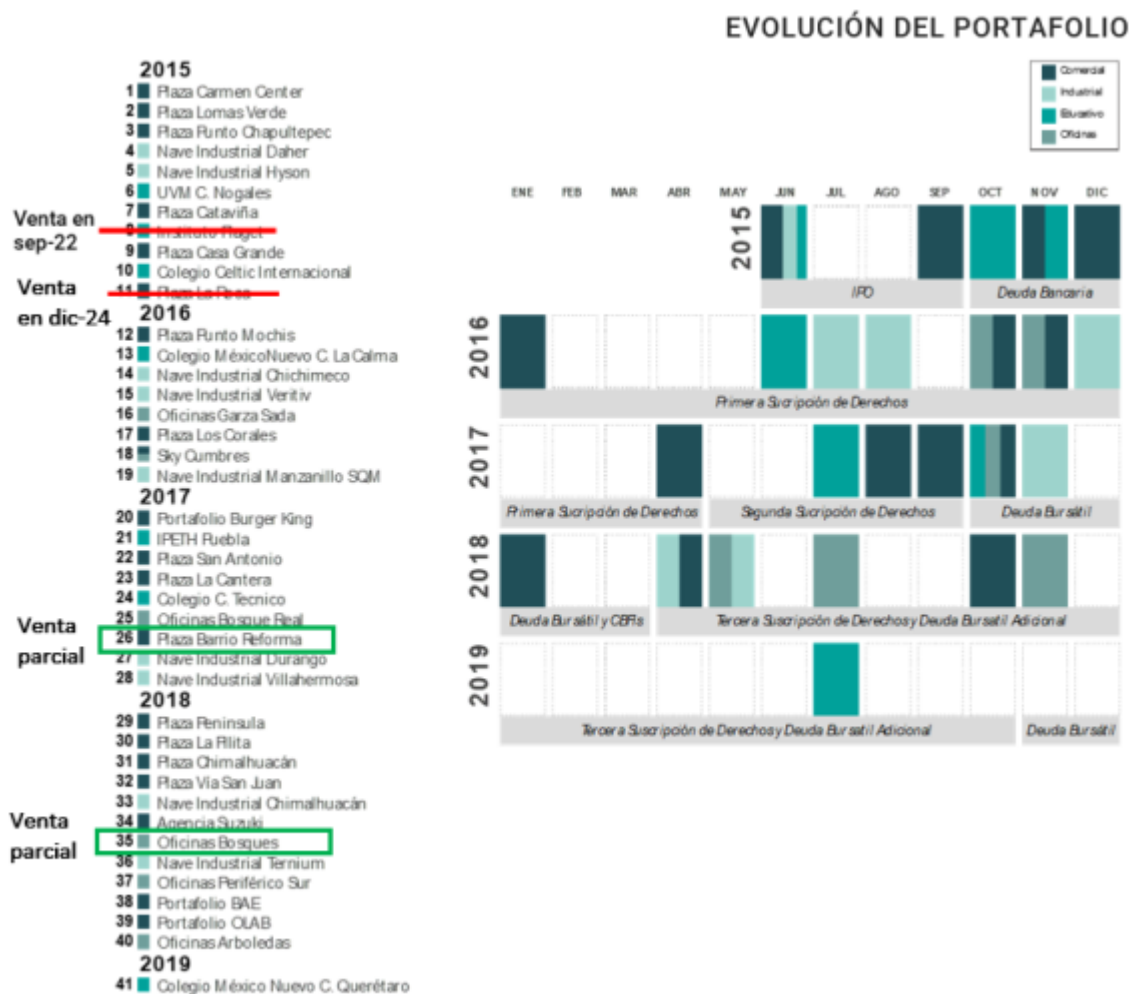 EVOLUCIÓN DEL PORTAFOLIO
Comercial
Industrial
Educativo
Oficinas
2015
1 Plaza Carmen Center
2 Plaza Lomas Verde
3 Plaza Punto Chapultepec
4 Nave Industrial Daher
5 Nave Industrial Hyson
6 UVM C. Nogales
7 Plaza Cataviña
Venta en sep-22
8 Instituto Piaget
9 Plaza Casa Grande
10 Colegio Celtic Internacional
Venta en dic-24
11 Plaza La Roca
2016
12 Plaza Punto Mochis
13 Colegio MéxicoNuevo C. La Calma
14 Nave Industrial Chichimeco
15 Nave Industrial Veritiv
16 Oficinas Garza Sada
17 Plaza Los Corales
18 Sky Cumbres
19 Nave Industrial Manzanillo SQM
2017
20 Portafolio Burger King
21 IPETH Puebla
22 Plaza San Antonio
23 Plaza La Cantera
24 Colegio C. Tecnico
25 Oficinas Bosque Real
Venta parcial
26 Plaza Barrio Reforma
27 Nave Industrial Durango
28 Nave Industrial Villahermosa
2018
29 Plaza Peninsula
30 Plaza La Pilita
31 Plaza Chimalhuacán
32 Plaza Vía San Juan
33 Nave Industrial Chimalhuacán
34 Agencia Suzuki
Venta parcial
35 Oficinas Bosques
36 Nave Industrial Ternium
37 Oficinas Periférico Sur
38 Portafolio BAE
39 Portafolio OLAB
40 Oficinas Arboledas
2019
41 Colegio México Nuevo C. Querétaro
ENE FEB MAR ABR MAY JUN JUL AGO SEP OCT NOV DIC
2015
IPO Deuda Bancaria
2016
Primera Sucripción de Derechos
2017
Primera Sucripción de Derechos Segunda Sucripción de Derechos Deuda Bursátil
2018
Deuda Bursátil y CBFIs Tercera Suscripción de Derechos y Deuda Bursatil Adicional
2019
Tercera Suscripción de Derechos y Deuda Bursatil Adicional Deuda Bursátil